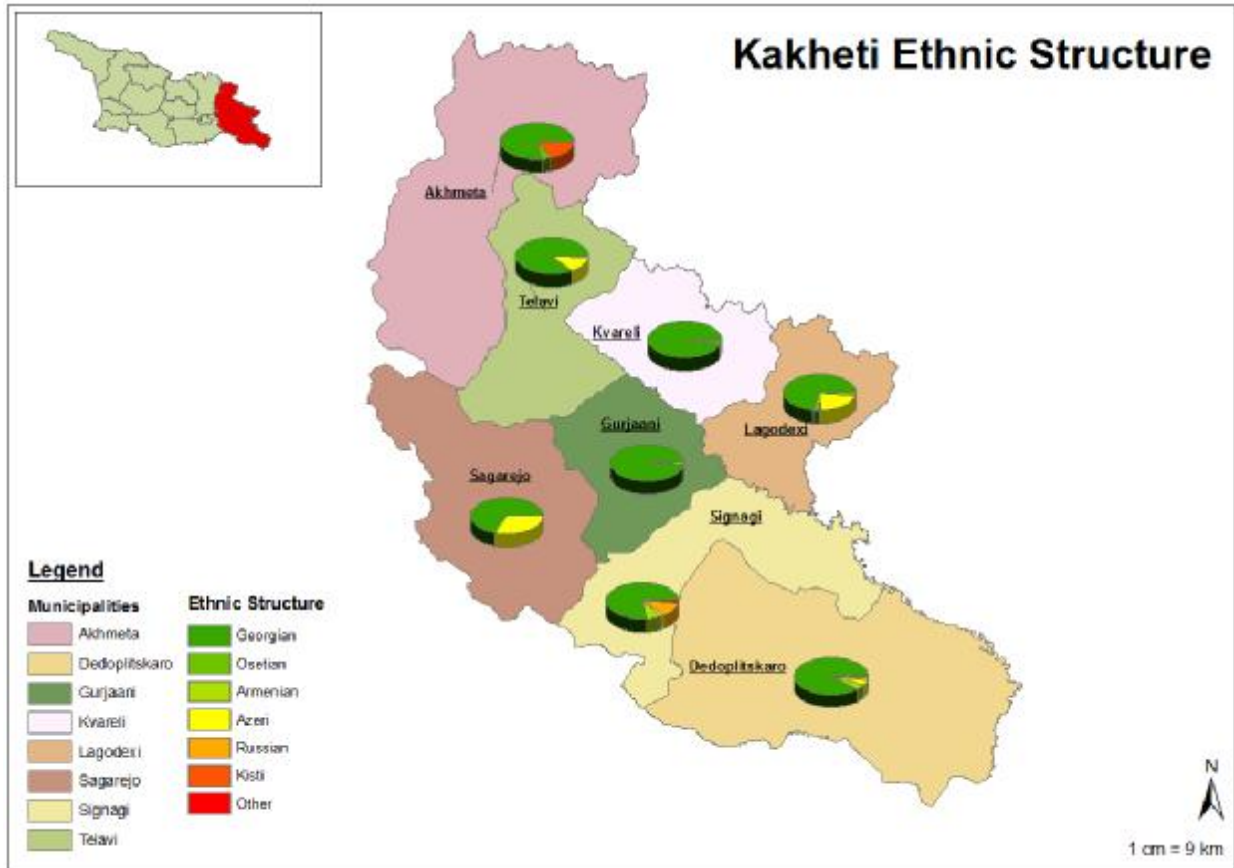 Kakheti Ethnic Structure
Akhmeta
Telavi
Kvareli
Lagodexi
Gurjaani
Sagarejo
Signagi
Dedoplitskaro
Legend
Municipalities
Akhmeta
Dedoplitskaro
Gurjaani
Kvareli
Lagodexi
Sagarejo
Signagi
Telavi
Ethnic Structure
Georgian
Osetian
Armenian
Azeri
Russian
Kisti
Other
N
1 cm = 9 km